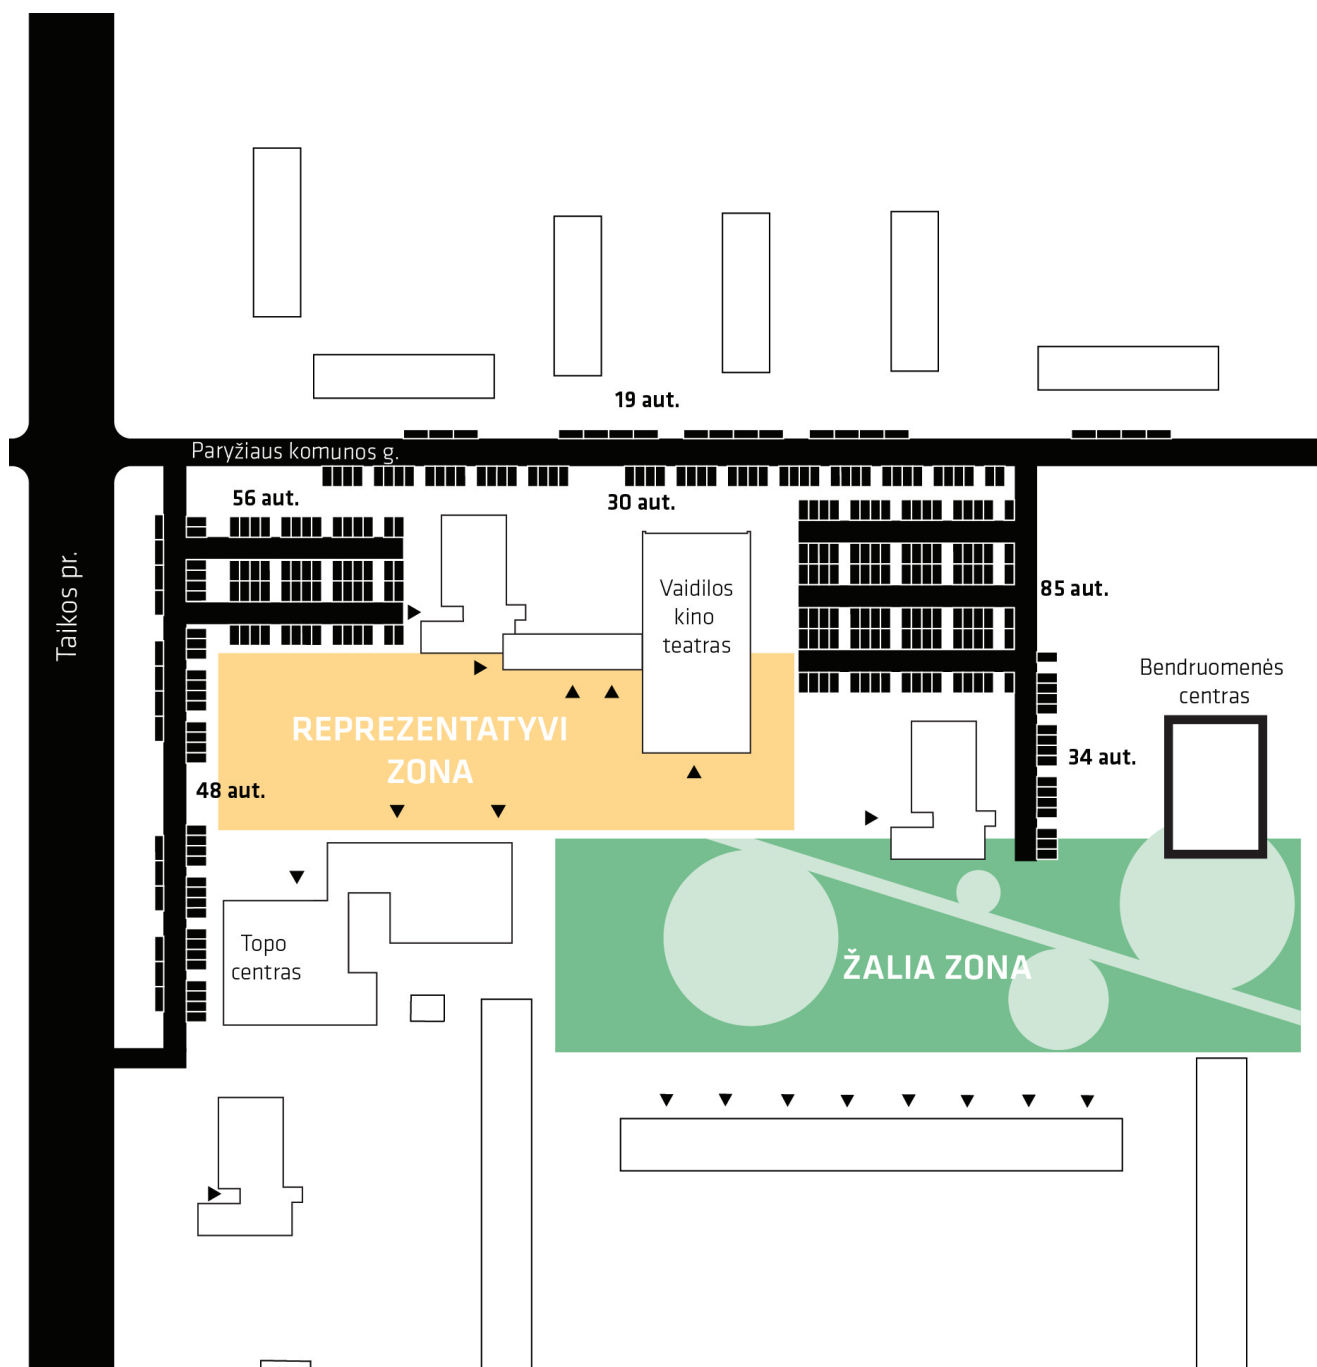 19 aut.
Paryžiaus komunos g.
56 aut.
30 aut.
Taikos pr.
Vaidilos
kino
teatras
85 aut.
Bendruomenės
centras
REPREZENTATYVI
ZONA
34 aut.
48 aut.
Topo
centras
ŽALIA ZONA